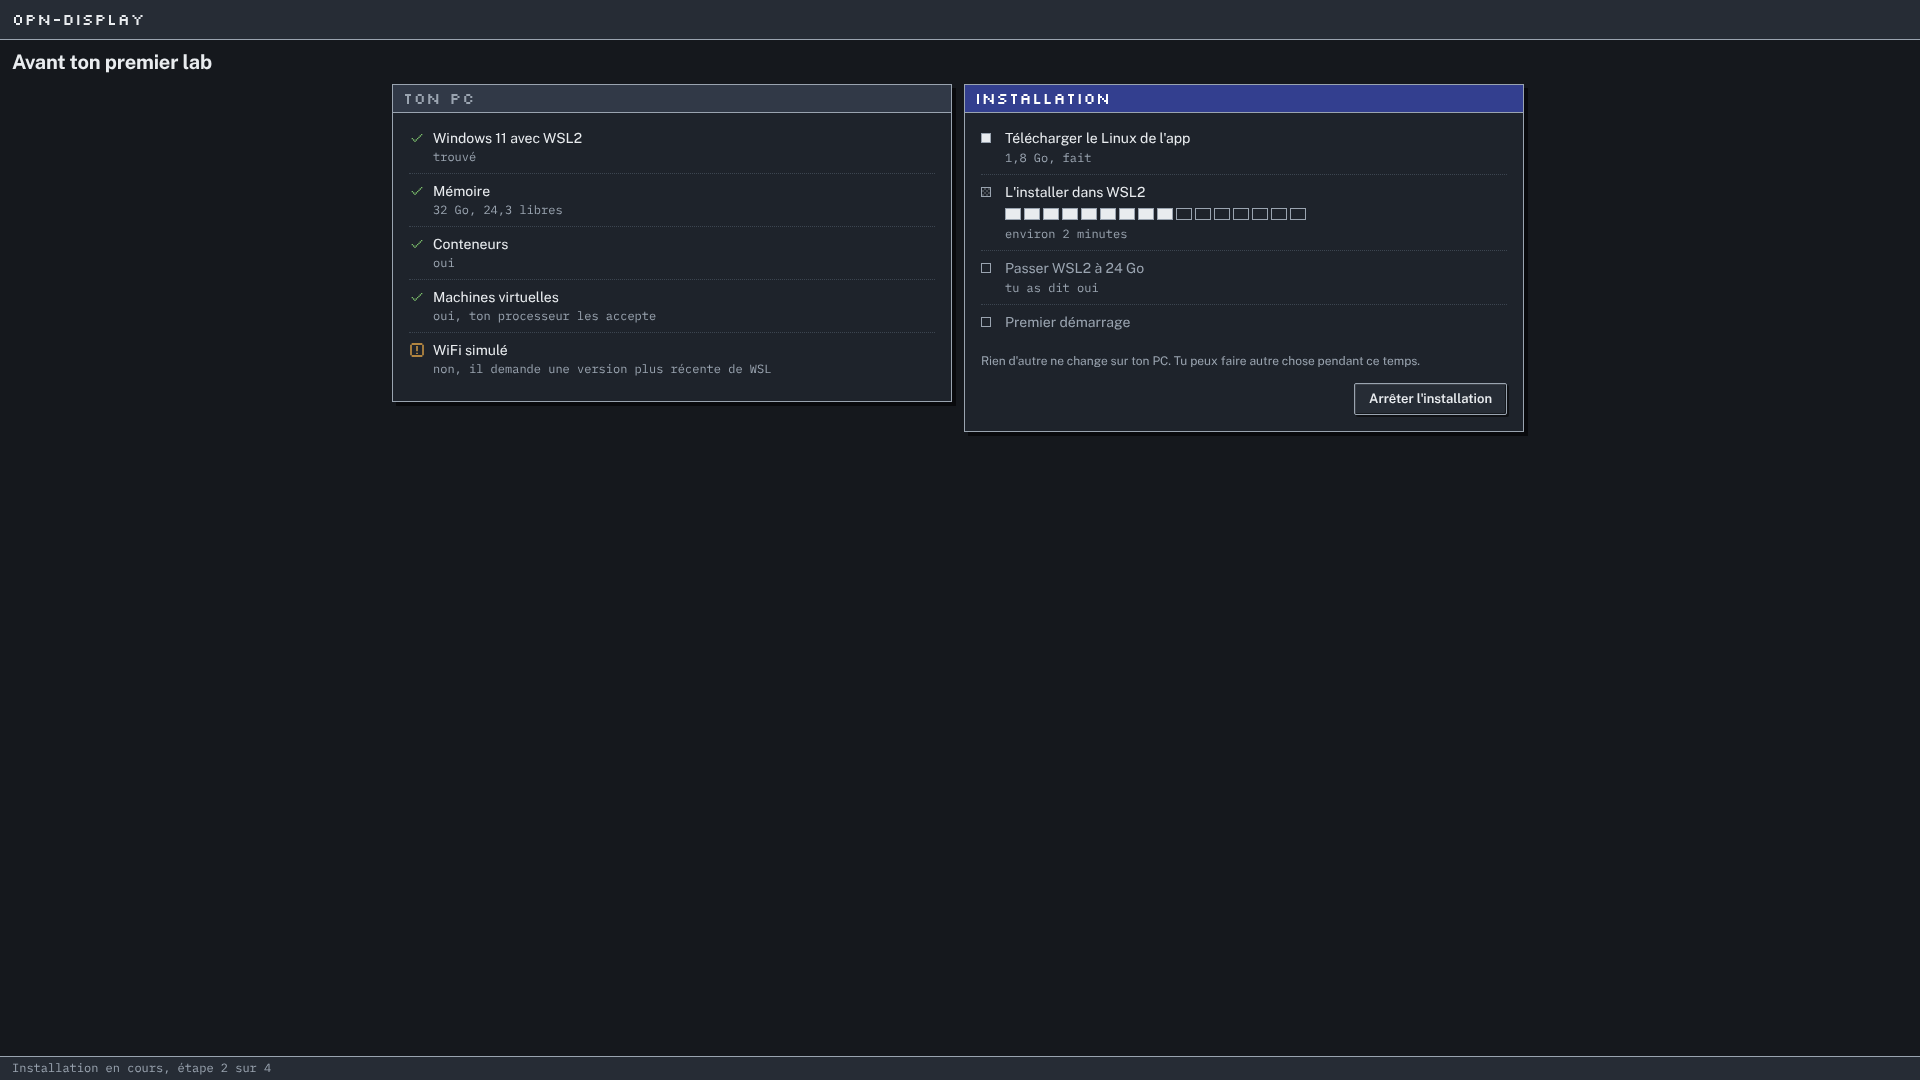 OPN-DISPLAY
Avant ton premier lab
TON PC
Windows 11 avec WSL2
trouvé
Mémoire
32 Go, 24,3 libres
Conteneurs
oui
Machines virtuelles
oui, ton processeur les accepte
WiFi simulé
non, il demande une version plus récente de WSL
INSTALLATION
Télécharger le Linux de l'app
1,8 Go, fait
L'installer dans WSL2
environ 2 minutes
Passer WSL2 à 24 Go
tu as dit oui
Premier démarrage
Rien d'autre ne change sur ton PC. Tu peux faire autre chose pendant ce temps.
Arrêter l'installation
Installation en cours, étape 2 sur 4